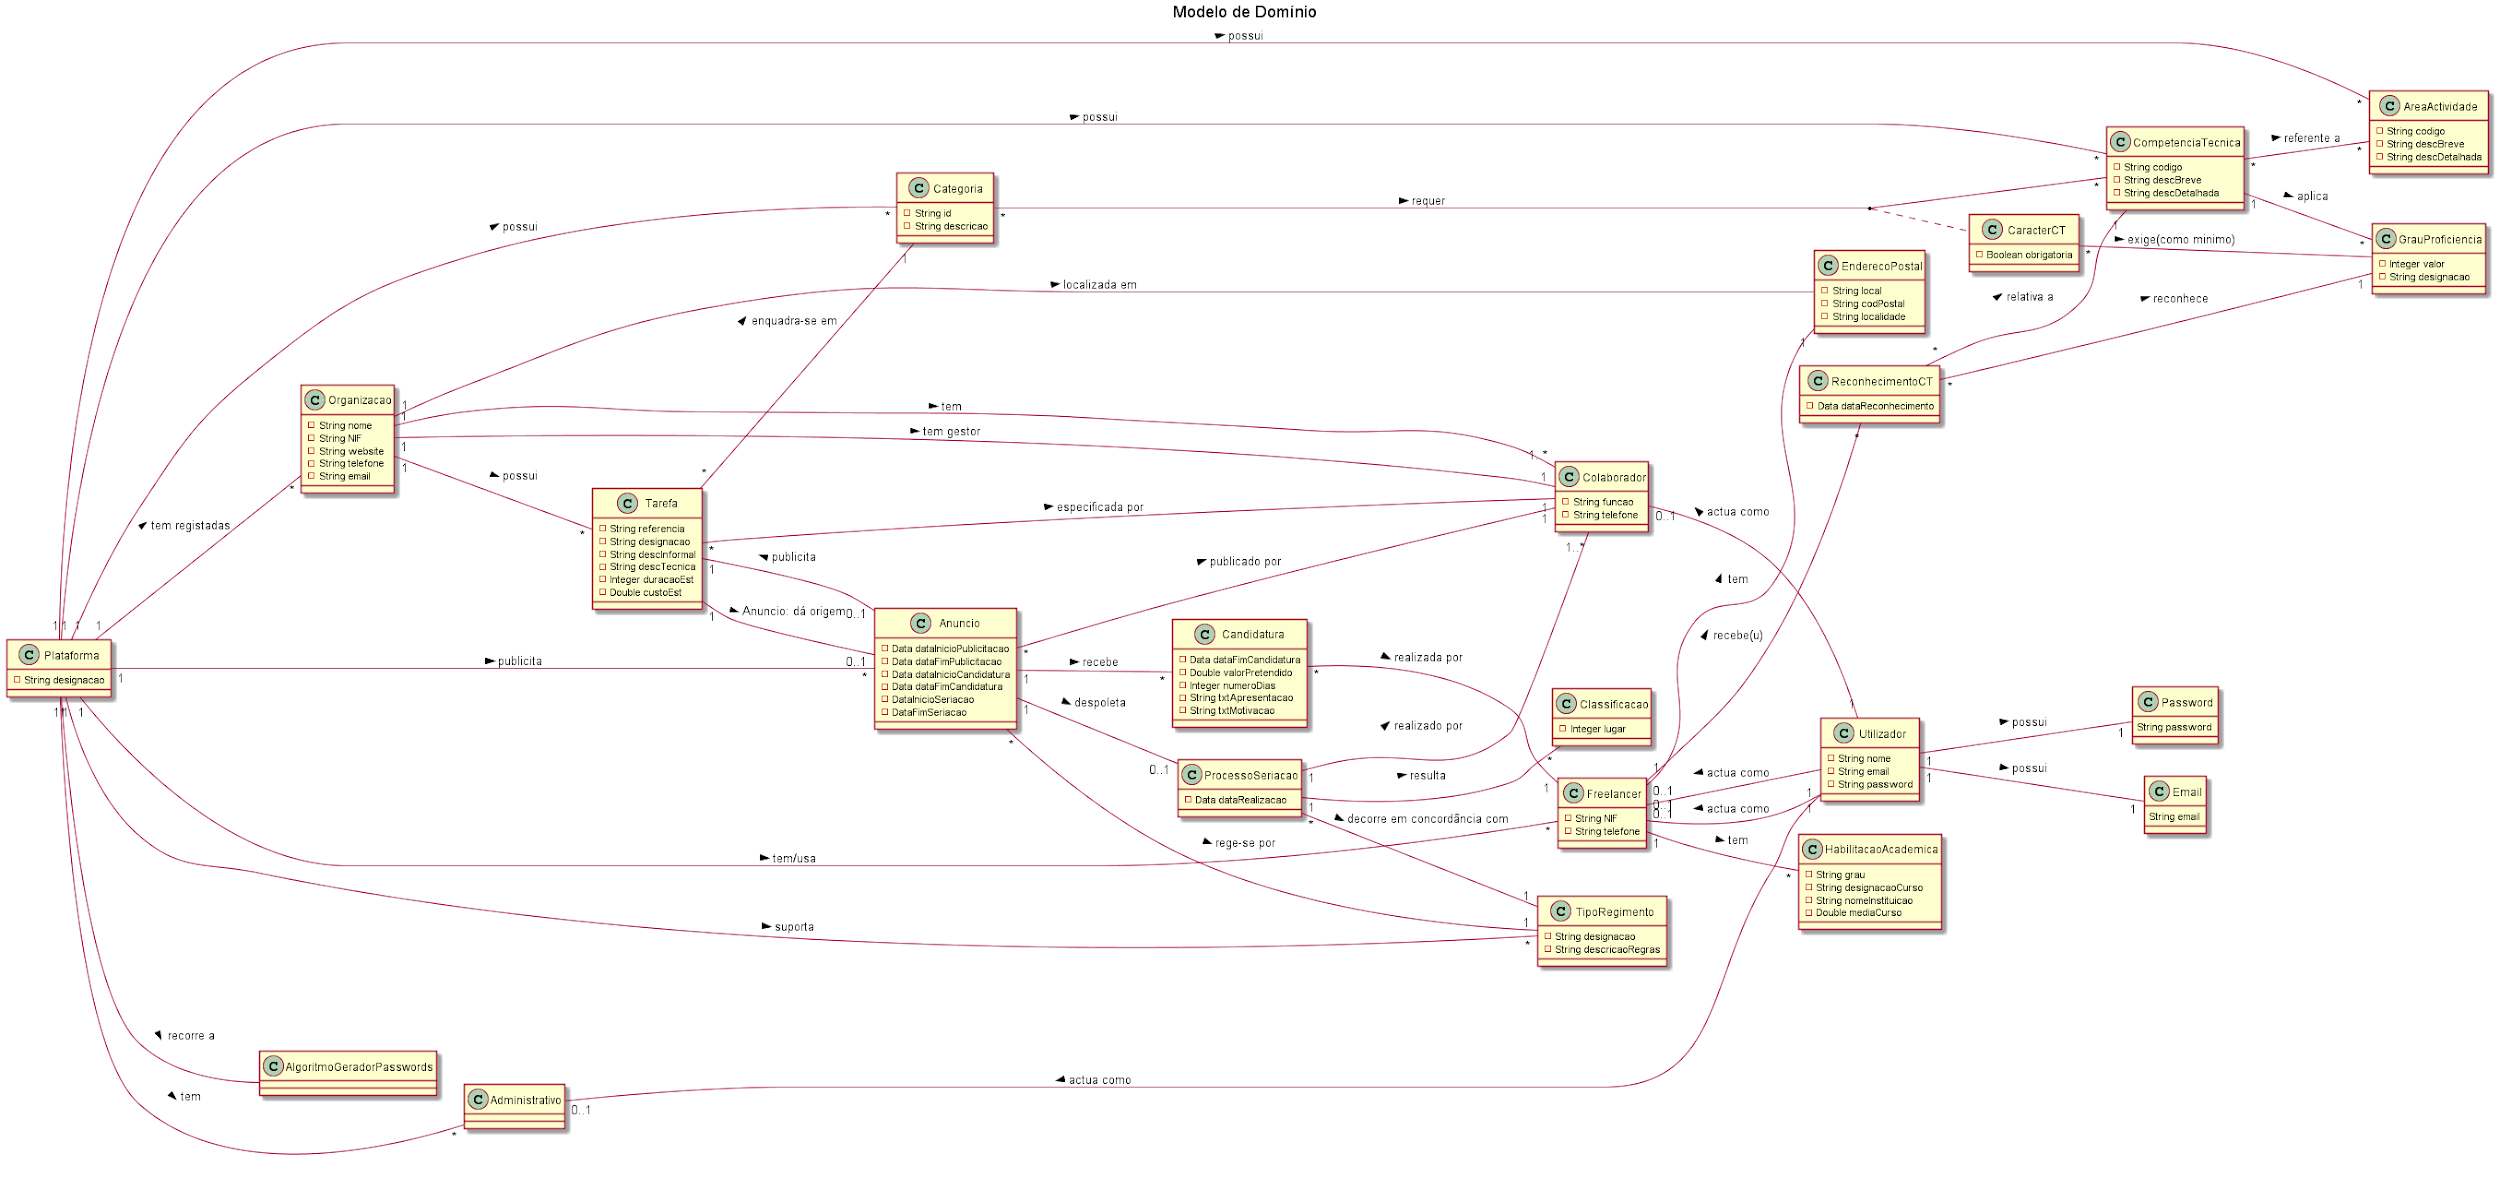 Modelo de Domínio
possui
AreaActividade
String codigo
String descBreve
String descDetalhada
possui
CompetenciaTecnica
String codigo
String descBreve
String descDetalhada
referente a
aplica
Categoria
String id
String descricao
requer
CaracterCT
Boolean obrigatoria
exige(como minimo)
GrauProficiencia
Integer valor
String designacao
possui
EnderecoPostal
String local
String codPostal
String localidade
localizada em
relativa a
reconhece
enquadra-se em
ReconhecimentoCT
Data dataReconhecimento
Organizacao
String nome
String NIF
String website
String telefone
String email
tem
tem gestor
possui
Colaborador
String funcao
String telefone
Tarefa
String referencia
String designacao
String descInformal
String descTecnica
Integer duracaoEst
Double custoEst
tem registadas
especificada por
actua como
publicita
publicado por
tem
Anuncio: dá origem
recebe(u)
Anuncio
Data dataInicioPublicitacao
Data dataFimPublicitacao
Data dataInicioCandidatura
Data dataFimCandidatura
DataInicioSeriacao
DataFimSeriacao
Candidatura
Data dataFimCandidatura
Double valorPretendido
Integer numeroDias
String txtApresentacao
String txtMotivacao
Plataforma
String designacao
publicita
recebe
realizada por
despoleta
realizado por
Classificacao
Integer lugar
Utilizador
String nome
String email
String password
possui
Password
String password
possui
Email
String email
ProcessoSeriacao
Data dataRealizacao
resulta
actua como
actua como
Freelancer
String NIF
String telefone
decorre em concordância com
rege-se por
tem
HabilitacaoAcademica
String grau
String designacaoCurso
String nomeInstituicao
Double mediaCurso
tem/usa
TipoRegimento
String designacao
String descricaoRegras
suporta
recorre a
AlgoritmoGeradorPasswords
tem
Administrativo
actua como